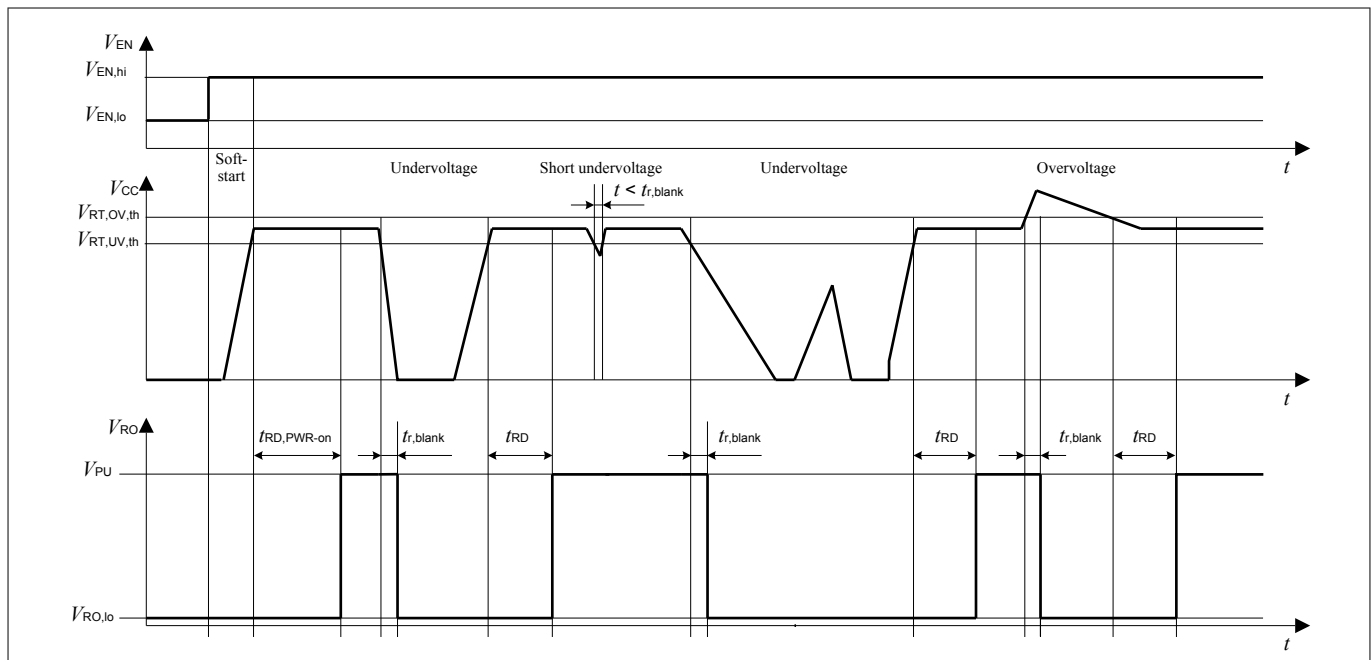 VEN
VEN,hi
VEN,lo
t
Soft-
start
Undervoltage
Short undervoltage
Undervoltage
Overvoltage
VCC
t < tr,blank
VRT,OV,th
VRT,UV,th
t
VRO
tRD,PWR-on
tr,blank
tRD
tr,blank
tRD
tr,blank
tRD
VPU
VRO,lo
t